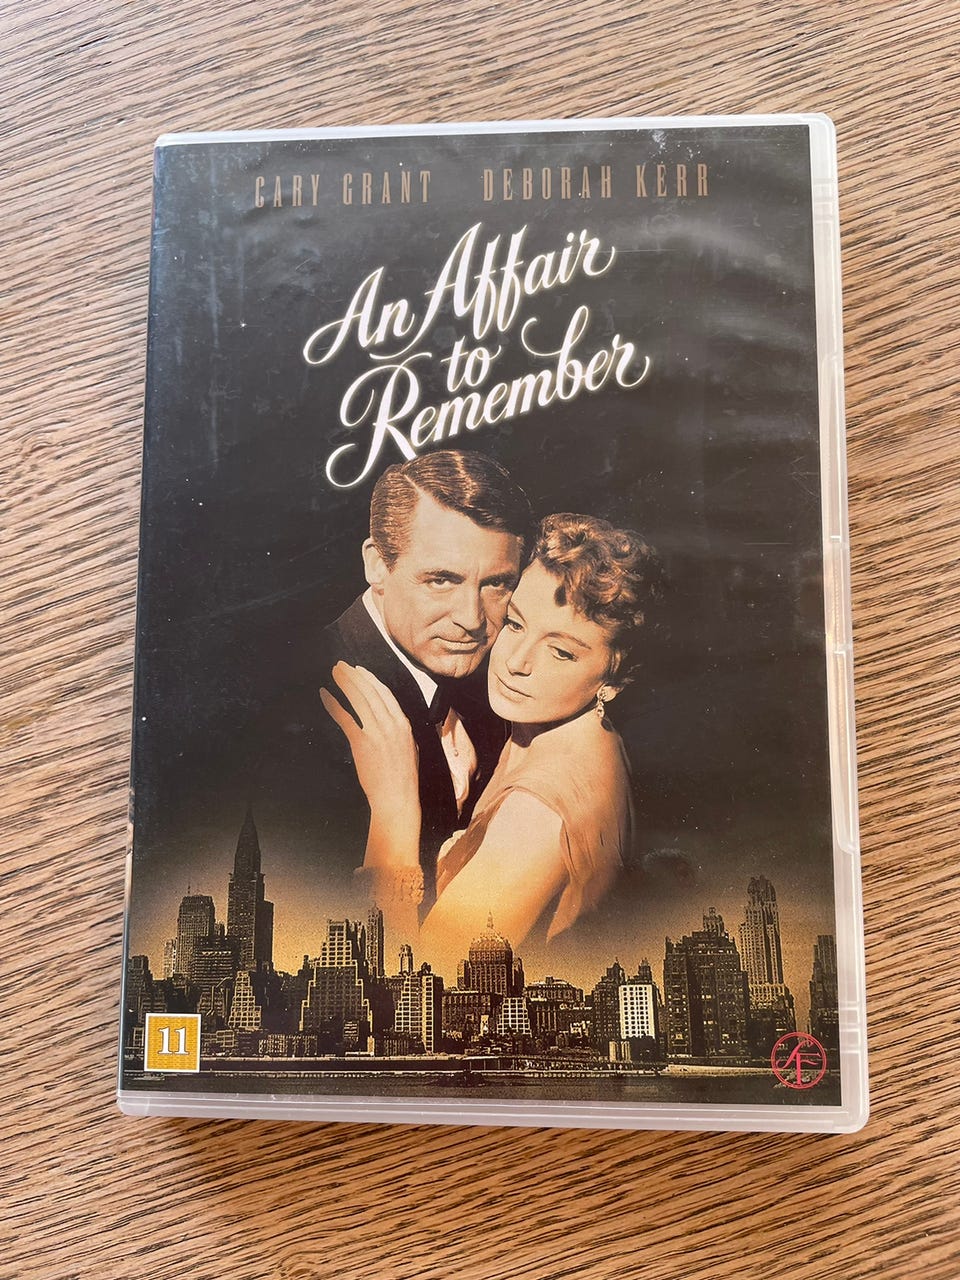 CARY GRANT DEBORAH KERR
An Affair
to
Remember
11